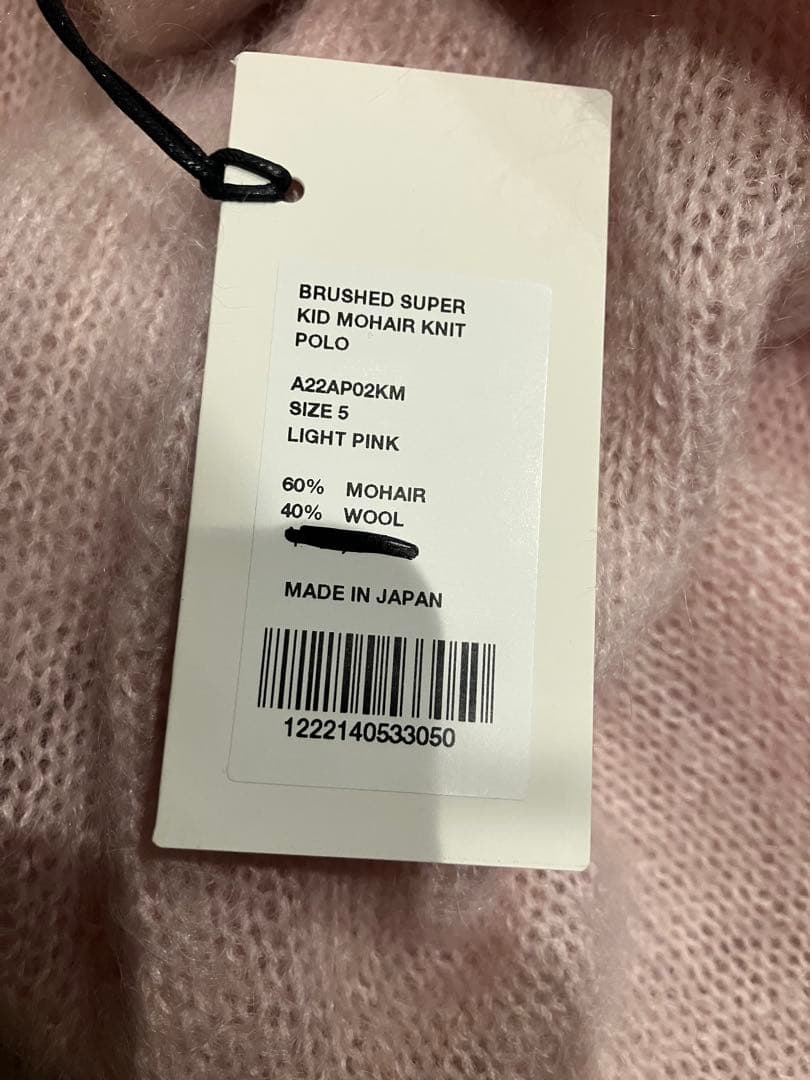 BRUSHED SUPER
KID MOHAIR KNIT
POLO
A22AP02KM
SIZE 5
LIGHT PINK
60% MOHAIR
40% WOOL
MADE IN JAPAN
1222140533050